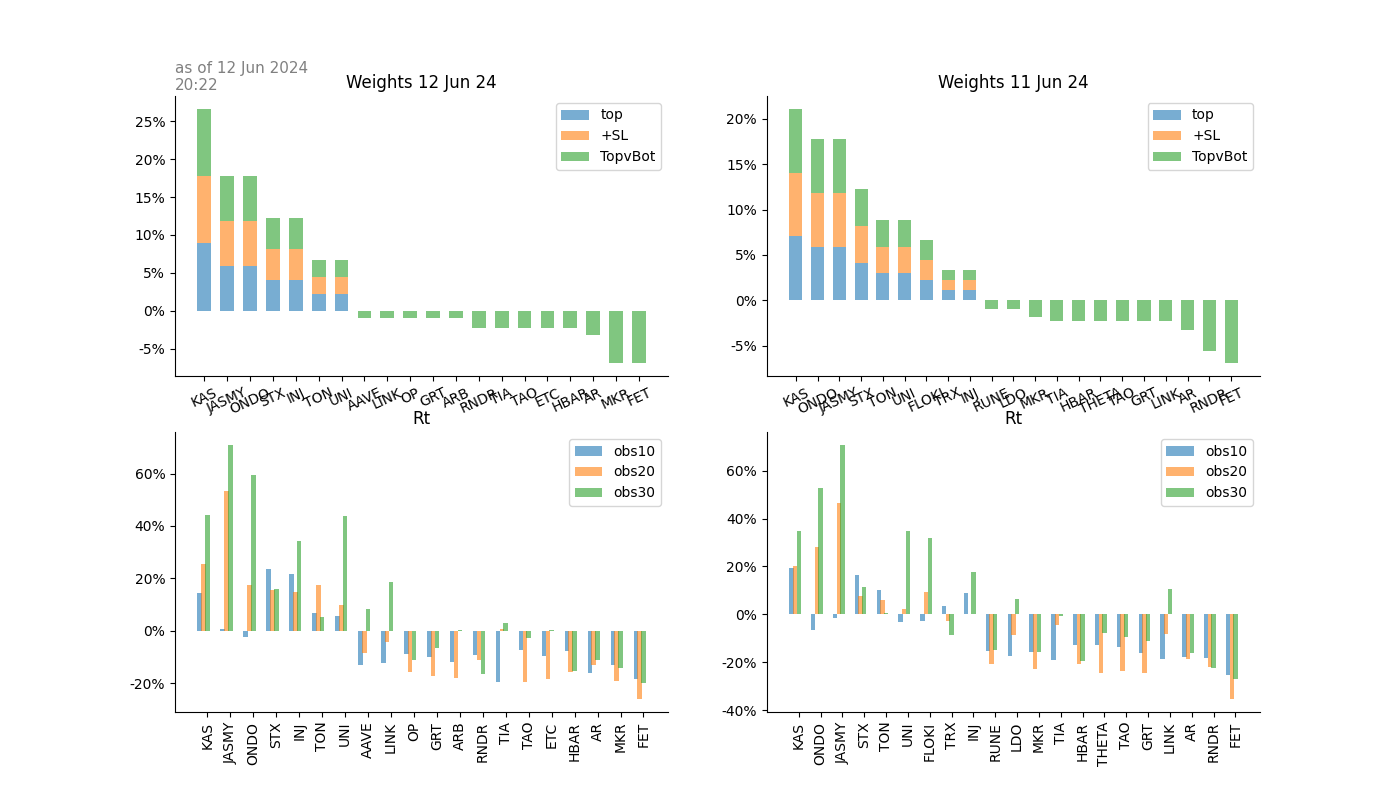 as of 12 Jun 2024
20:22
Weights 12 Jun 24
25%
20%
15%
10%
5%
0%
-5%
top
+SL
TopvBot
KAS JASMY ONDO STX INJ TON UNI AAVE LINK OP GRT ARB RNDR TIA TAO ETC HBAR AR MKR FET
Weights 11 Jun 24
20%
15%
10%
5%
0%
-5%
top
+SL
TopvBot
KAS ONDO JASMY STX TON UNI FLOKI TRX INJ RUNE LDO MKR TIA HBAR THETA TAO GRT LINK AR RNDR FET
Rt
60%
40%
20%
0%
-20%
obs10
obs20
obs30
KAS JASMY ONDO STX INJ TON UNI AAVE LINK OP GRT ARB RNDR TIA TAO ETC HBAR AR MKR FET
Rt
60%
40%
20%
0%
-20%
-40%
obs10
obs20
obs30
KAS ONDO JASMY STX TON UNI FLOKI TRX INJ RUNE LDO MKR TIA HBAR THETA TAO GRT LINK AR RNDR FET